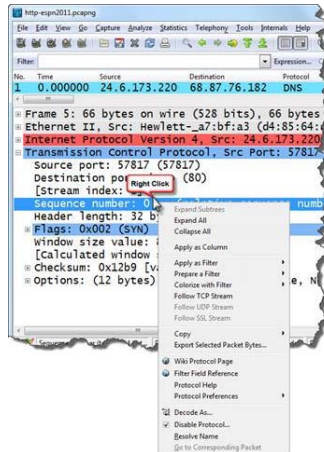 http-espn2011.pcapng
File Edit View Go Capture Analyze Statistics Telephony Tools Internals Help
Filter: Expression...
No. Time Source Destination Protocol
1 0.000000 24.6.173.220 68.87.76.182 DNS
Frame 5: 66 bytes on wire (528 bits), 66 bytes
Ethernet II, Src: Hewlett-_a7:bf:a3 (d4:85:64:
Internet Protocol Version 4, Src: 24.6.173.220
Transmission Control Protocol, Src Port: 57817
Source port: 57817 (57817)
Destination po (80)
[Stream index:
Right Click
Sequence number: 0 numb
Header length: 32 b
Flags: 0x002 (SYN)
Window size value:
[Calculated window
Checksum: 0x12b9 [va
Options: (12 bytes) e, N
Expand Subtrees
Expand All
Collapse All
Apply as Column
Apply as Filter
Prepare a Filter
Colorize with Filter
Follow TCP Stream
Follow UDP Stream
Follow SSL Stream
Copy
Export Selected Packet Bytes...
Wiki Protocol Page
Filter Field Reference
Protocol Help
Protocol Preferences
Decode As...
Disable Protocol...
Resolve Name
Go to Corresponding Packet